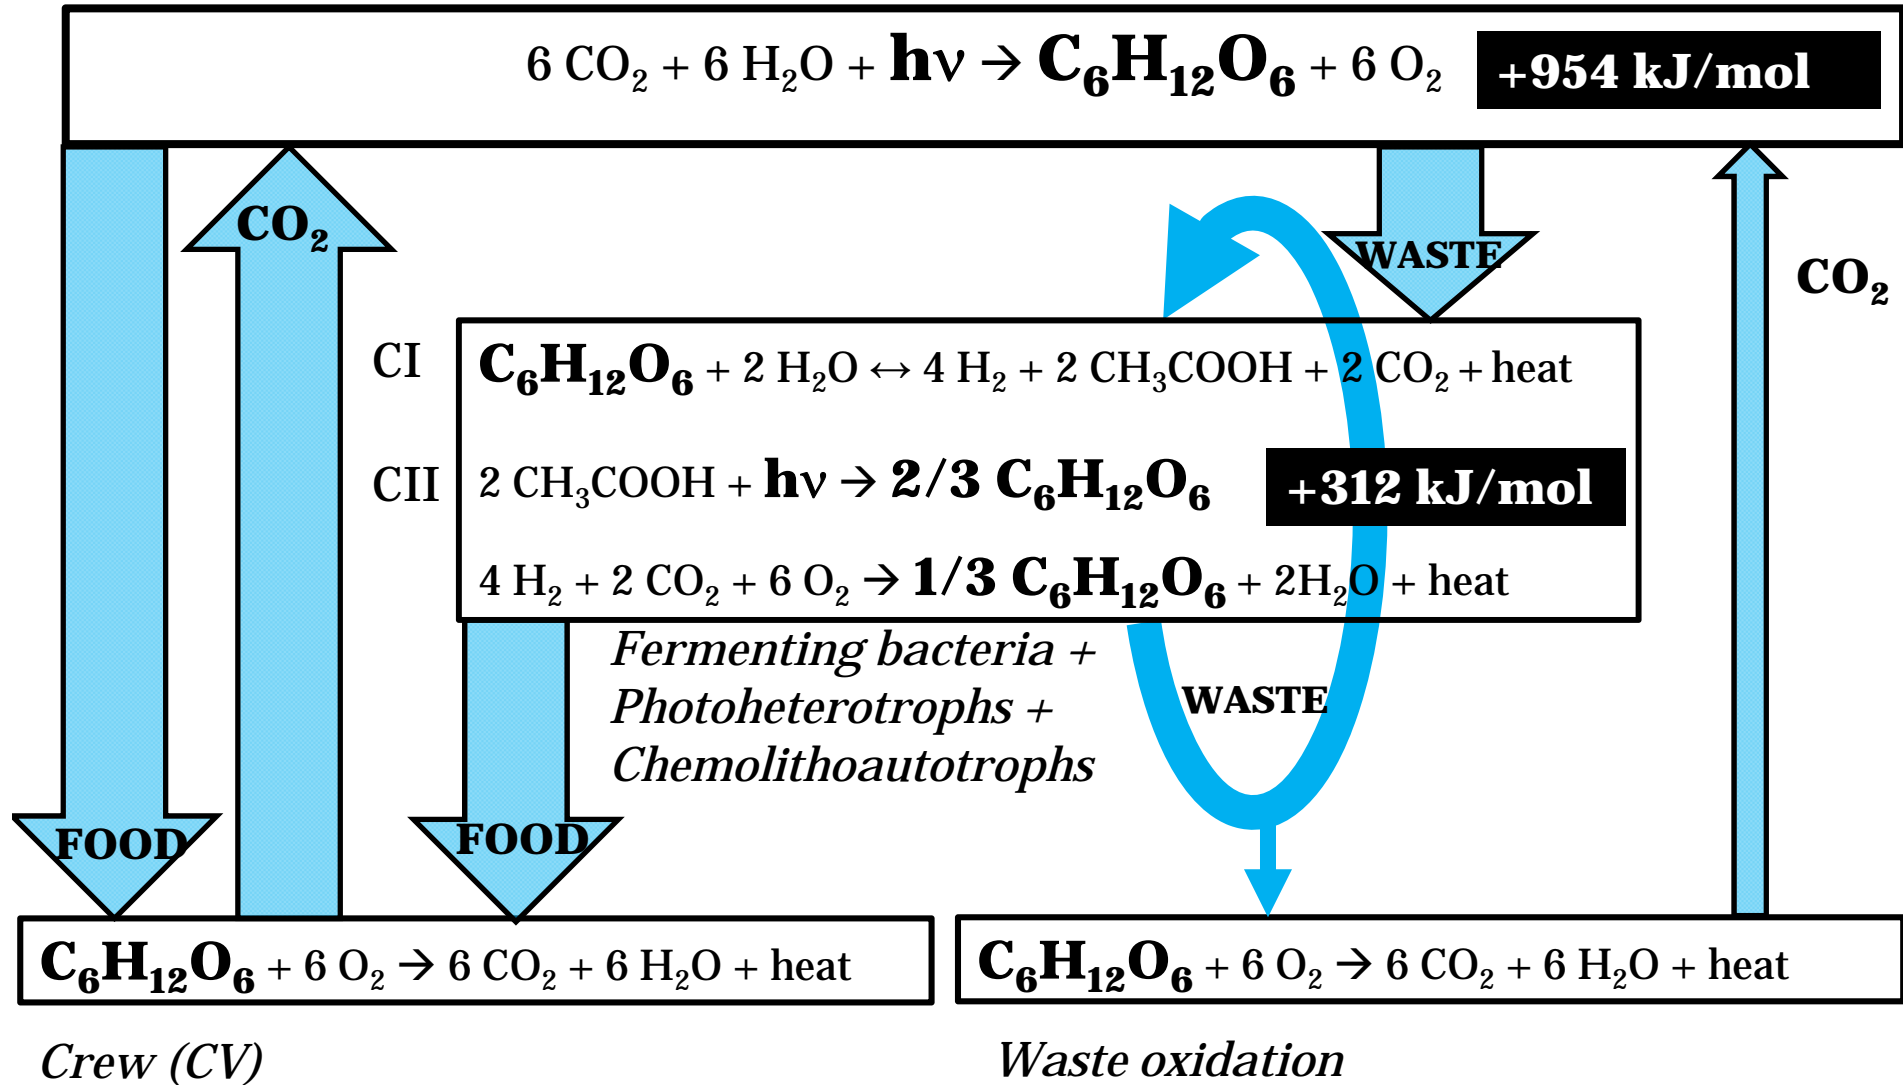 6 CO₂ + 6 H₂O + hν → C₆H₁₂O₆ + 6 O₂ +954 kJ/mol
CO₂
WASTE
CO₂
CI C₆H₁₂O₆ + 2 H₂O ↔ 4 H₂ + 2 CH₃COOH + 2 CO₂ + heat
CII 2 CH₃COOH + hν → 2/3 C₆H₁₂O₆ +312 kJ/mol
4 H₂ + 2 CO₂ + 6 O₂ → 1/3 C₆H₁₂O₆ + 2H₂O + heat
Fermenting bacteria +
Photoheterotrophs +
Chemolithoautotrophs
WASTE
FOOD
FOOD
C₆H₁₂O₆ + 6 O₂ → 6 CO₂ + 6 H₂O + heat
C₆H₁₂O₆ + 6 O₂ → 6 CO₂ + 6 H₂O + heat
Crew (CV)
Waste oxidation